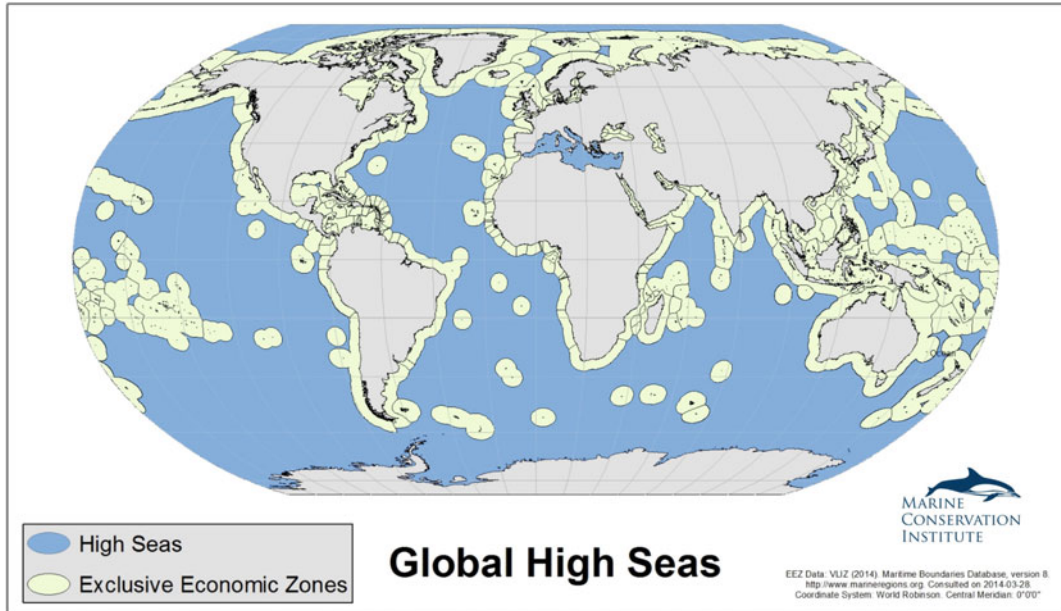 Ocean
High Seas
Exclusive Economic Zones
Global High Seas
MARINE
CONSERVATION
INSTITUTE
EEZ Data: VLIZ (2014). Maritime Boundaries Database, version 8.
http://www.marineregions.org. Consulted on 2014-03-28.
Coordinate System: World Robinson. Central Meridian: 0°0'0"